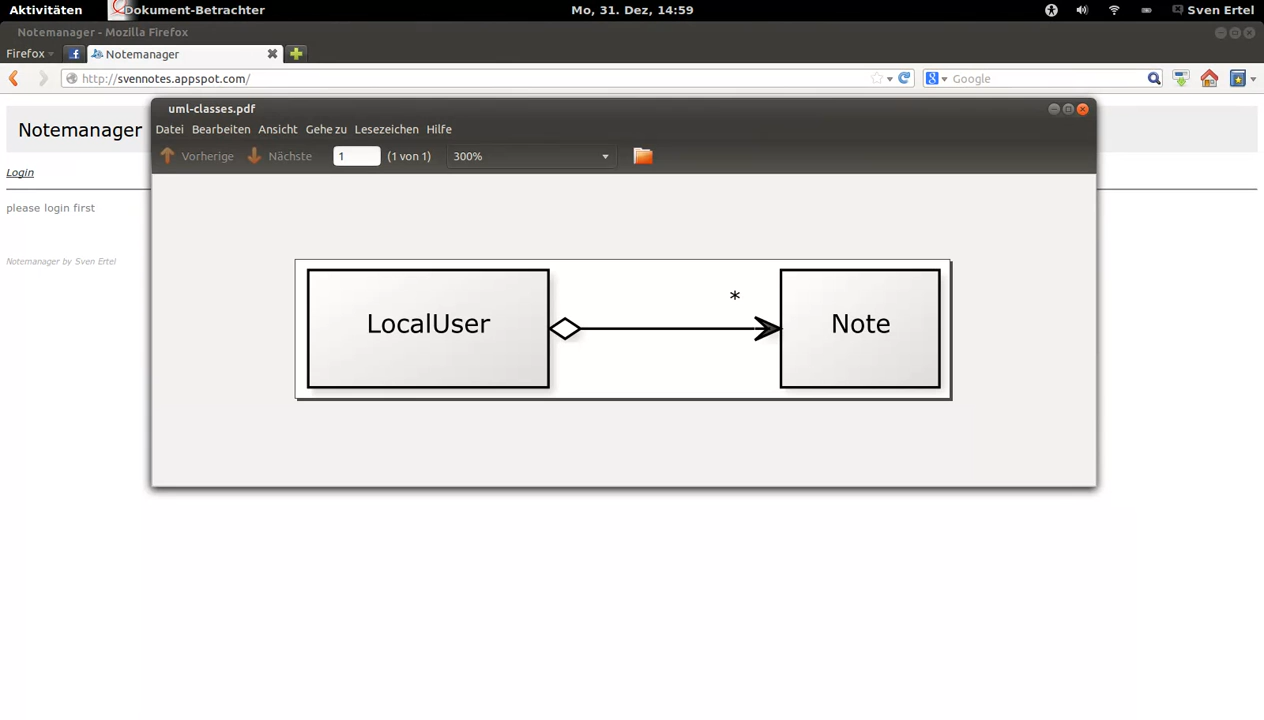 Aktivitäten Dokument-Betrachter Mo, 31. Dez, 14:59 Sven Ertel
Notemanager - Mozilla Firefox
Firefox f Notemanager
http://svennotes.appspot.com/ 8 Google
uml-classes.pdf
Notemanager
Datei Bearbeiten Ansicht Gehe zu Lesezeichen Hilfe
Vorherige Nächste 1 (1 von 1) 300%
Login
please login first
Notemanager by Sven Ertel
*
LocalUser Note